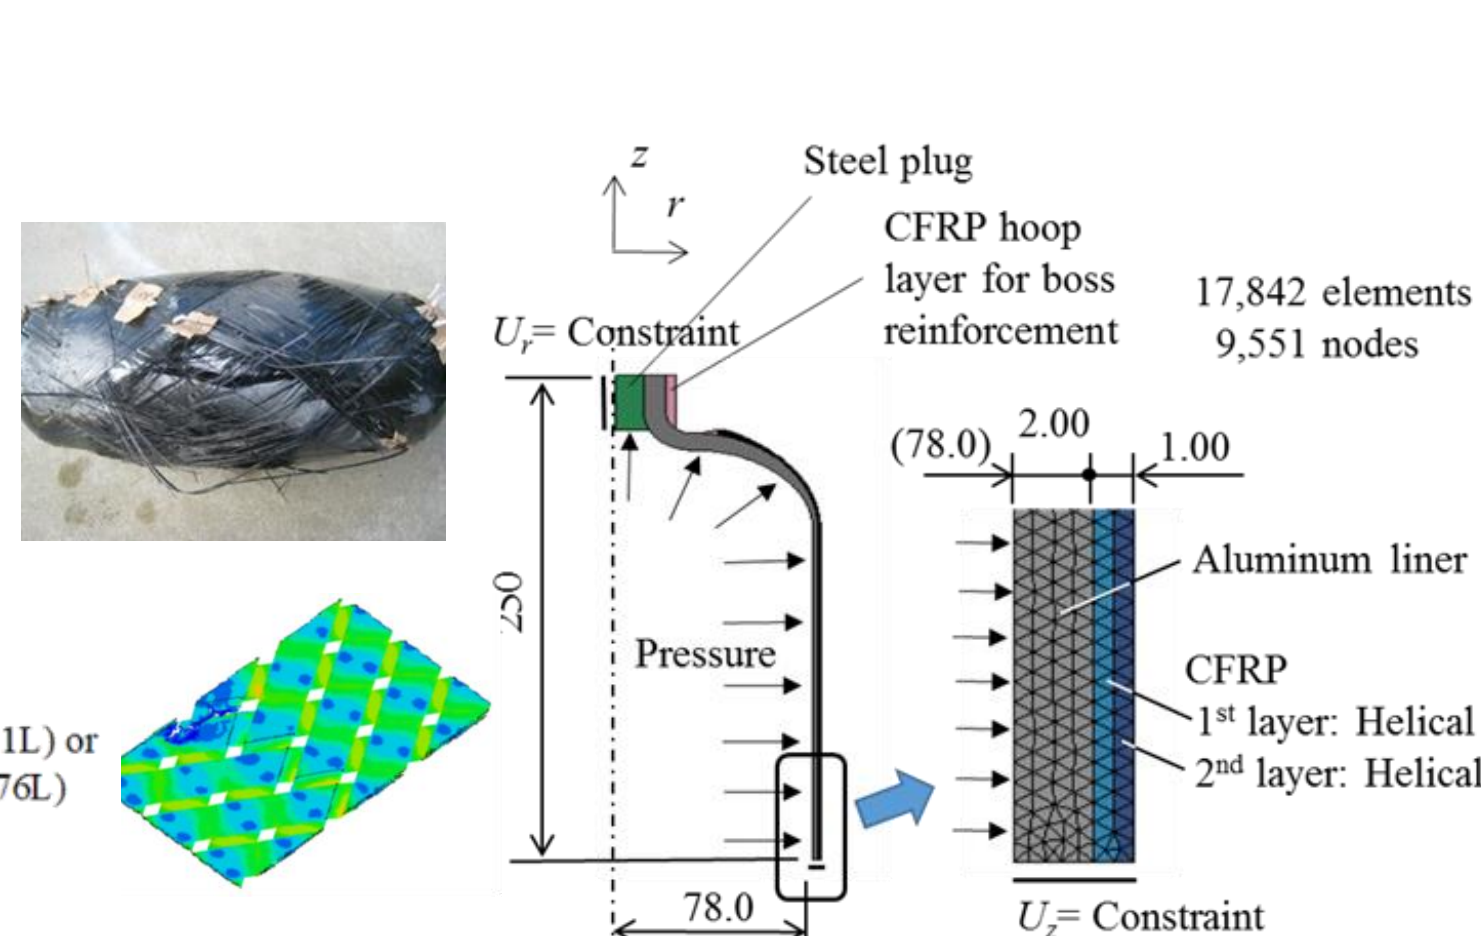 z
r
Steel plug
CFRP hoop
layer for boss
reinforcement
17,842 elements
9,551 nodes
Uᵣ= Constraint
(78.0)
2.00
1.00
Pressure
78.0
Aluminum liner
CFRP
1st layer: Helical
2nd layer: Helical
U_z= Constraint
1L) or
76L)